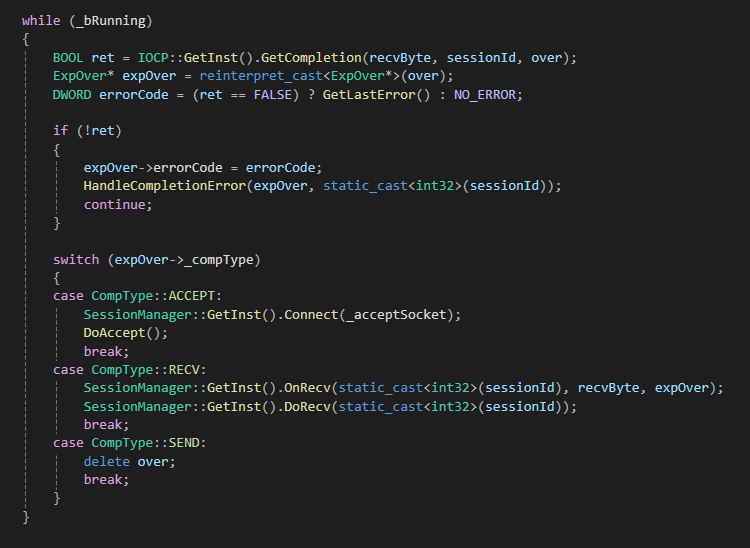 while (_bRunning)
{
BOOL ret = IOCP::GetInst().GetCompletion(recvByte, sessionId, over);
ExpOver* expOver = reinterpret_cast<ExpOver*>(over);
DWORD errorCode = (ret == FALSE) ? GetLastError() : NO_ERROR;
if (!ret)
{
expOver->errorCode = errorCode;
HandleCompletionError(expOver, static_cast<int32>(sessionId));
continue;
}
switch (expOver->_compType)
{
case CompType::ACCEPT:
SessionManager::GetInst().Connect(_acceptSocket);
DoAccept();
break;
case CompType::RECV:
SessionManager::GetInst().OnRecv(static_cast<int32>(sessionId), recvByte, expOver);
SessionManager::GetInst().DoRecv(static_cast<int32>(sessionId));
break;
case CompType::SEND:
delete over;
break;
}
}